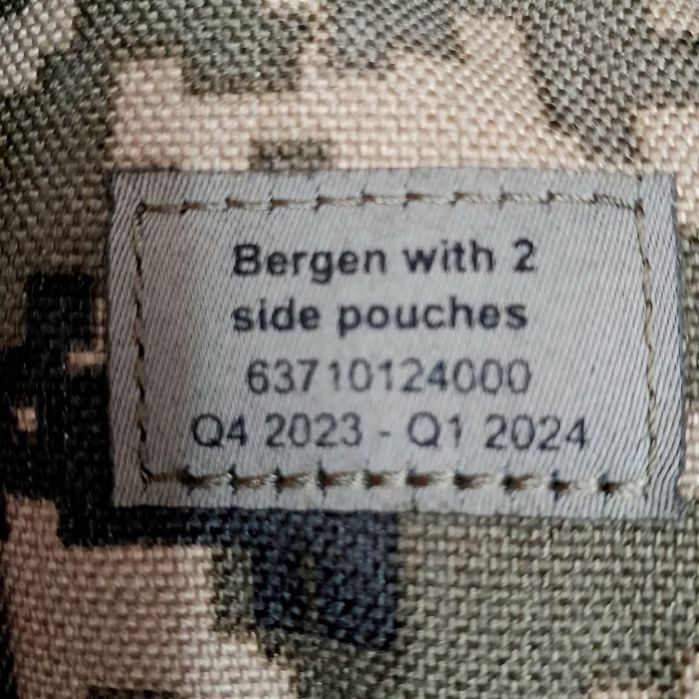 Bergen with 2
side pouches
63710124000
Q4 2023 - Q1 2024